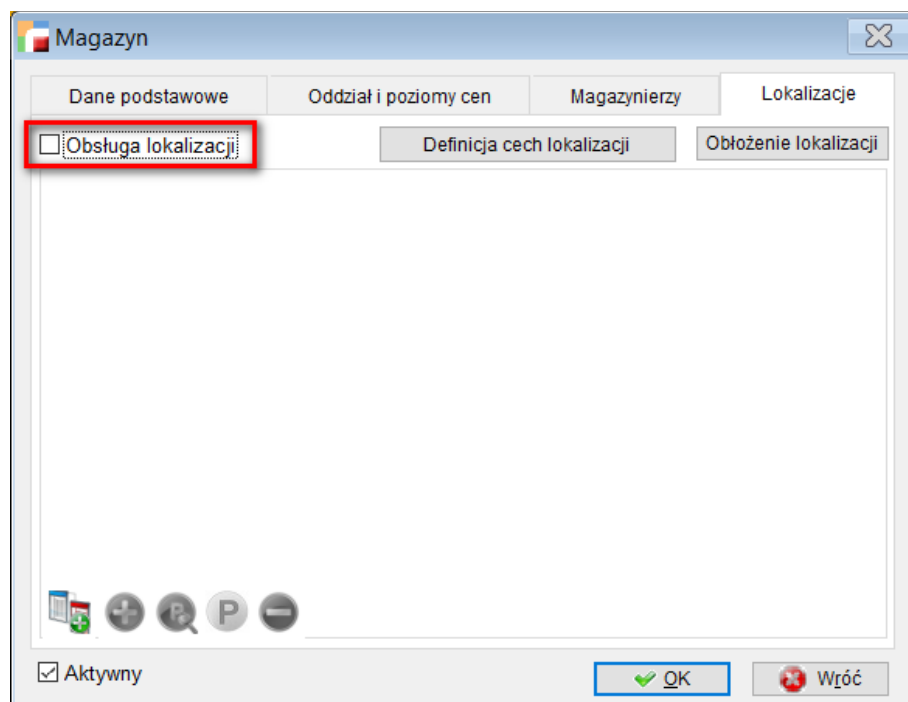 Magazyn
Dane podstawowe Oddział i poziomy cen Magazynierzy Lokalizacje
Obsługa lokalizacji Definicja cech lokalizacji Obłożenie lokalizacji
P
Aktywny OK Wróć